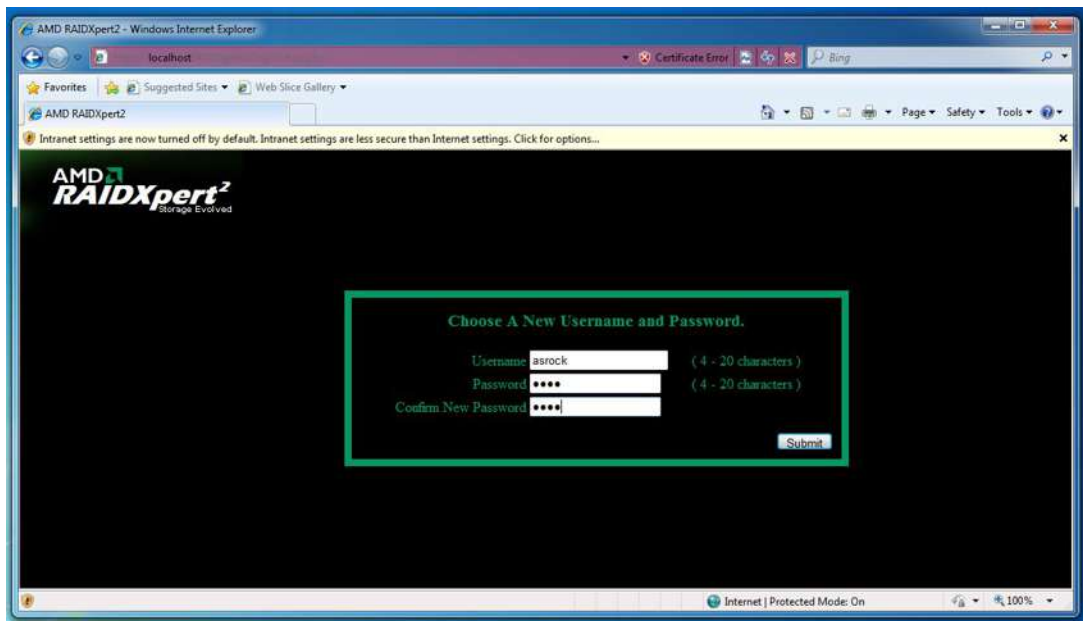 AMD RAIDXpert2 - Windows Internet Explorer
localhost
Certificate Error
Bing
Favorites
Suggested Sites
Web Slice Gallery
AMD RAIDXpert2
Page
Safety
Tools
Intranet settings are now turned off by default. Intranet settings are less secure than Internet settings. Click for options...
AMD
RAIDXpert2
Storage Evolved
Choose A New Username and Password.
Username asrock ( 4 - 20 characters )
Password •••• ( 4 - 20 characters )
Confirm New Password ••••
Submit
Internet | Protected Mode: On
100%